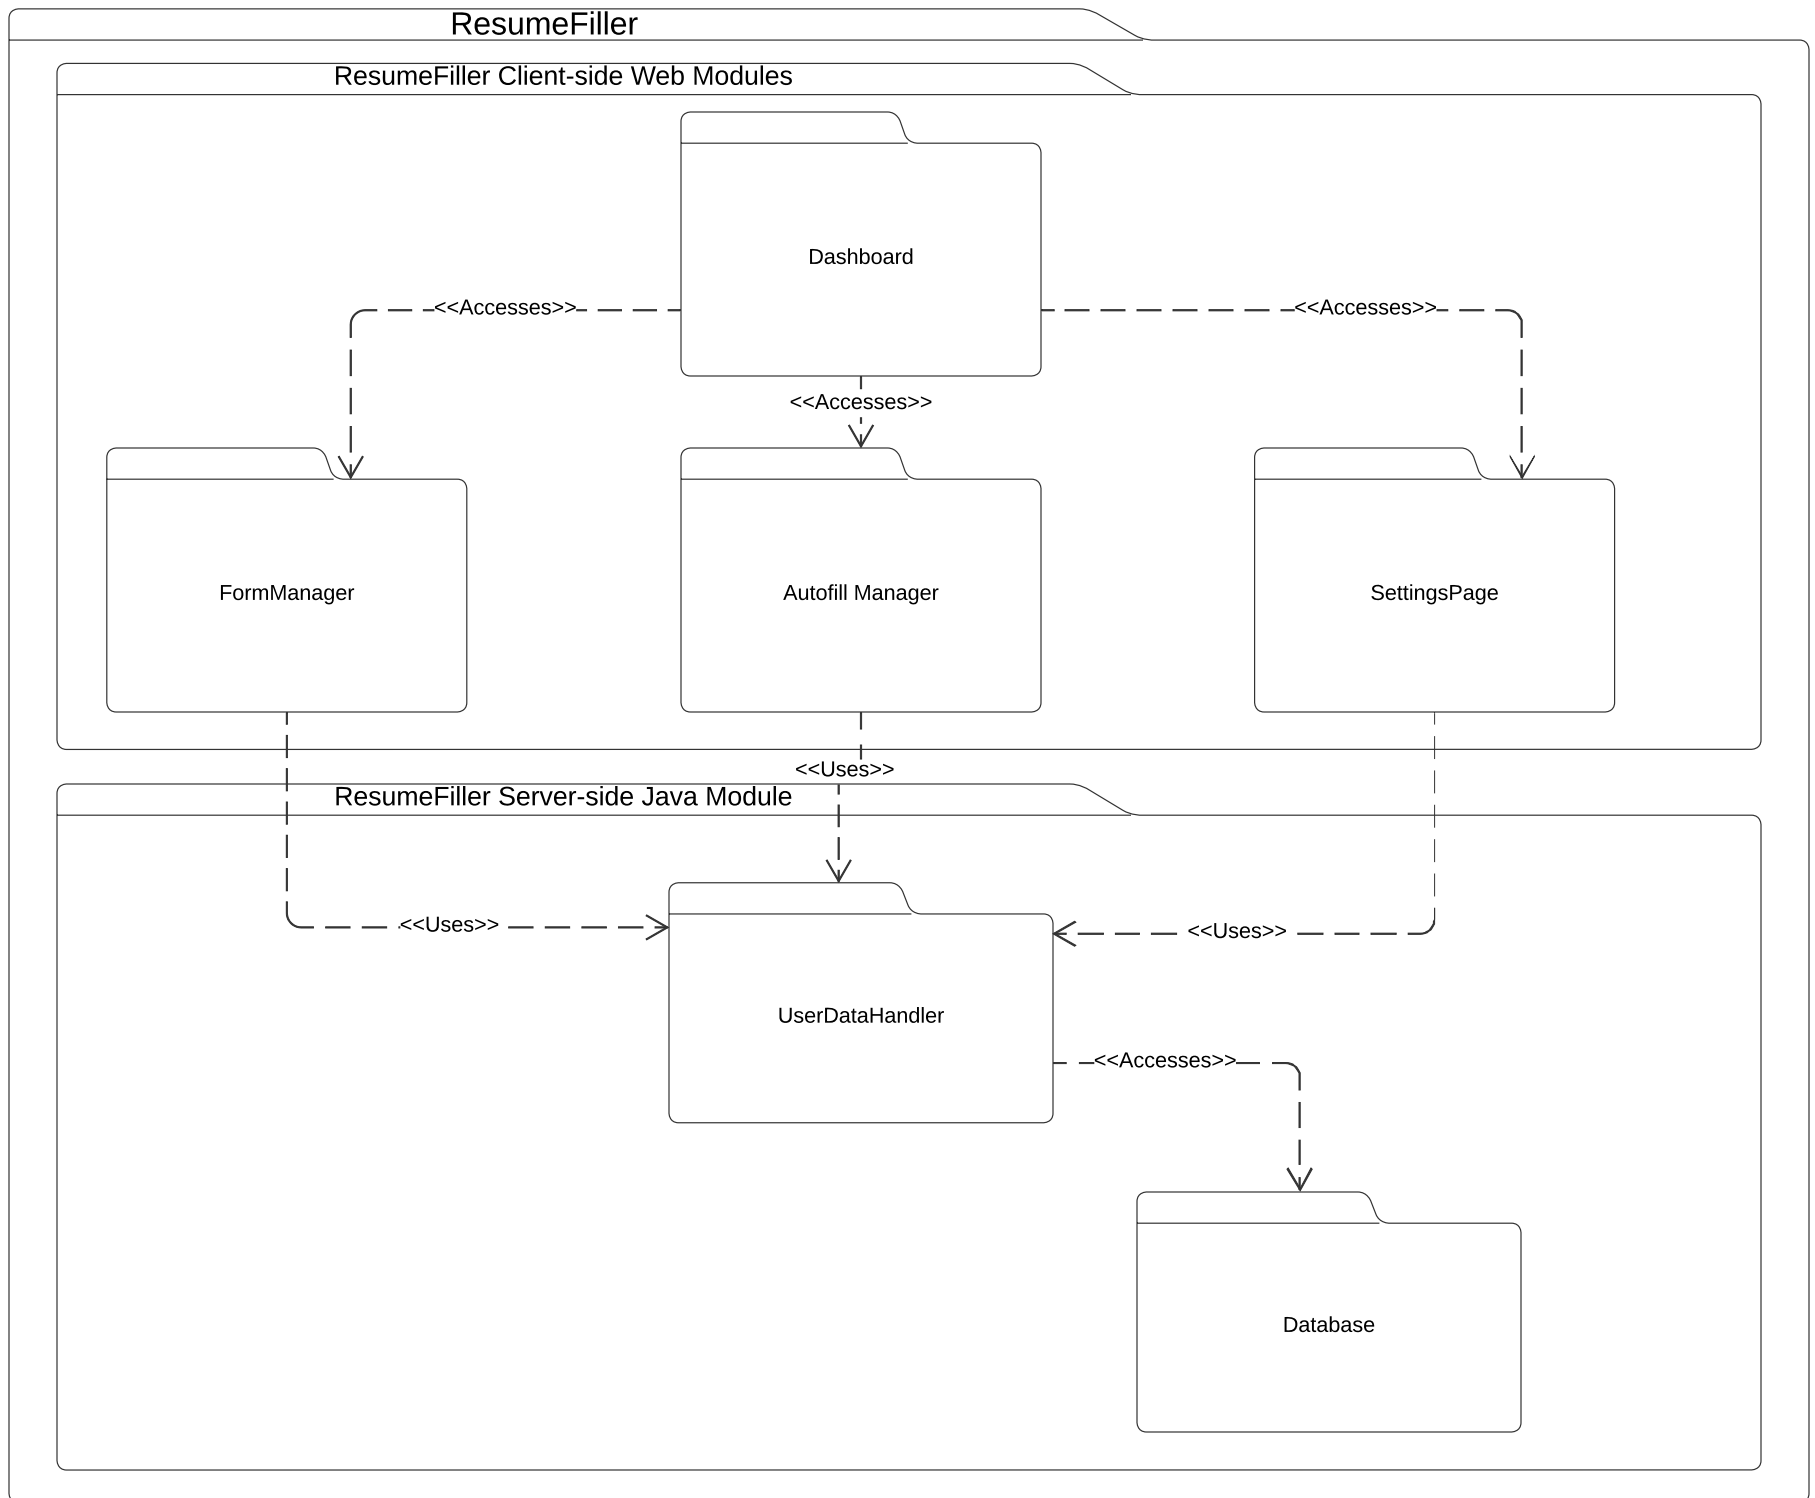 ResumeFiller
ResumeFiller Client-side Web Modules
Dashboard
<<Accesses>>
<<Accesses>>
<<Accesses>>
FormManager
Autofill Manager
SettingsPage
<<Uses>>
ResumeFiller Server-side Java Module
<<Uses>>
<<Uses>>
UserDataHandler
<<Accesses>>
Database